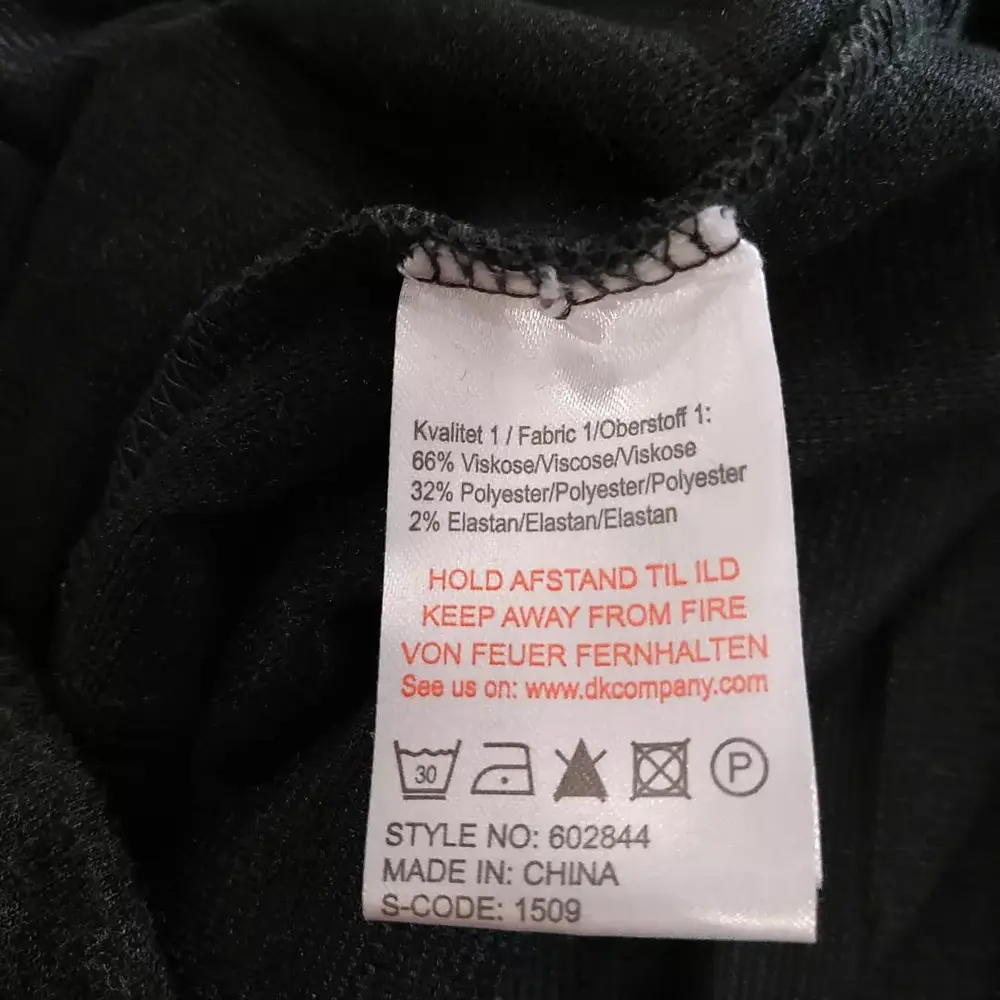 Kvalitet 1 / Fabric 1/Oberstoff 1:
66% Viskose/Viscose/Viskose
32% Polyester/Polyester/Polyester
2% Elastan/Elastan/Elastan
HOLD AFSTAND TIL ILD
KEEP AWAY FROM FIRE
VON FEUER FERNHALTEN
See us on: www.dkcompany.com
30 P
STYLE NO: 602844
MADE IN: CHINA
S-CODE: 1509